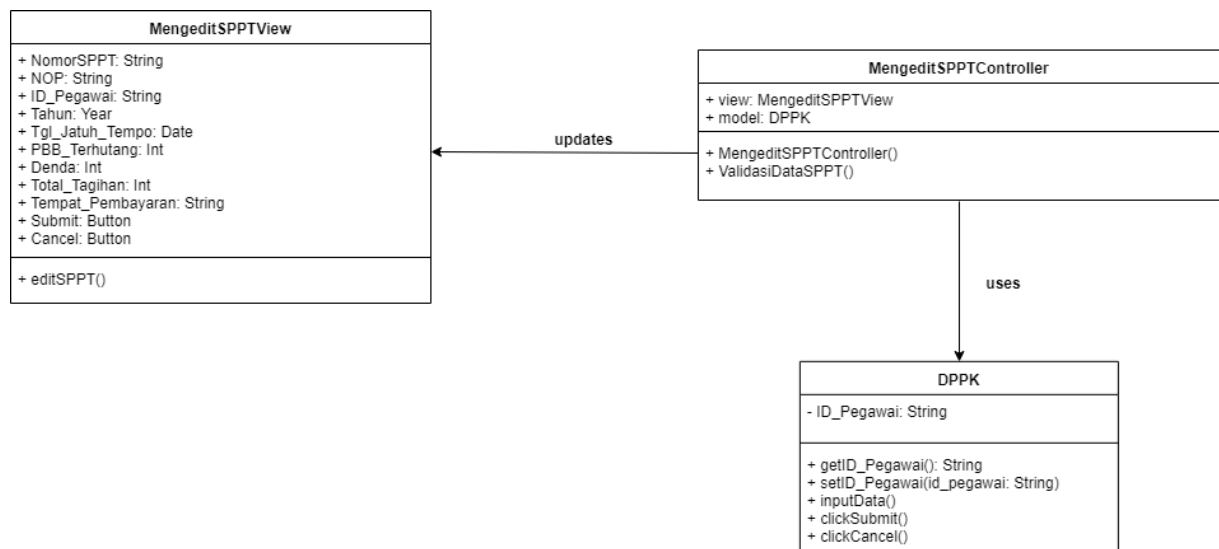 MengeditSPPTView
+ NomorSPPT: String
+ NOP: String
+ ID_Pegawai: String
+ Tahun: Year
+ Tgl_Jatuh_Tempo: Date
+ PBB_Terhutang: Int
+ Denda: Int
+ Total_Tagihan: Int
+ Tempat_Pembayaran: String
+ Submit: Button
+ Cancel: Button
+ editSPPT()
updates
MengeditSPPTController
+ view: MengeditSPPTView
+ model: DPPK
+ MengeditSPPTController()
+ ValidasiDataSPPT()
uses
DPPK
- ID_Pegawai: String
+ getID_Pegawai(): String
+ setID_Pegawai(id_pegawai: String)
+ inputData()
+ clickSubmit()
+ clickCancel()